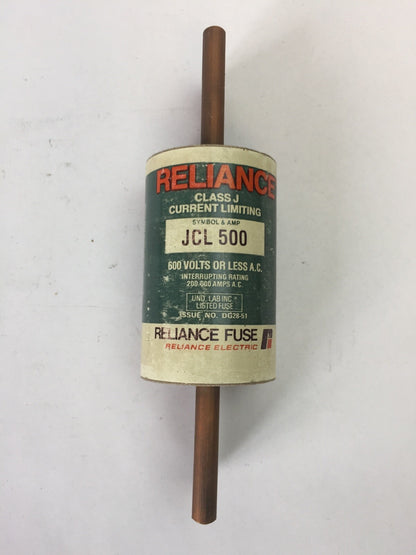 RELIANCE
CLASS J
CURRENT LIMITING
SYMBOL & AMP
JCL 500
600 VOLTS OR LESS A.C.
INTERRUPTING RATING
200,000 AMPS A.C.
UND. LAB INC.®
LISTED FUSE
ISSUE NO. DG28-51
RELIANCE FUSE
RELIANCE ELECTRIC